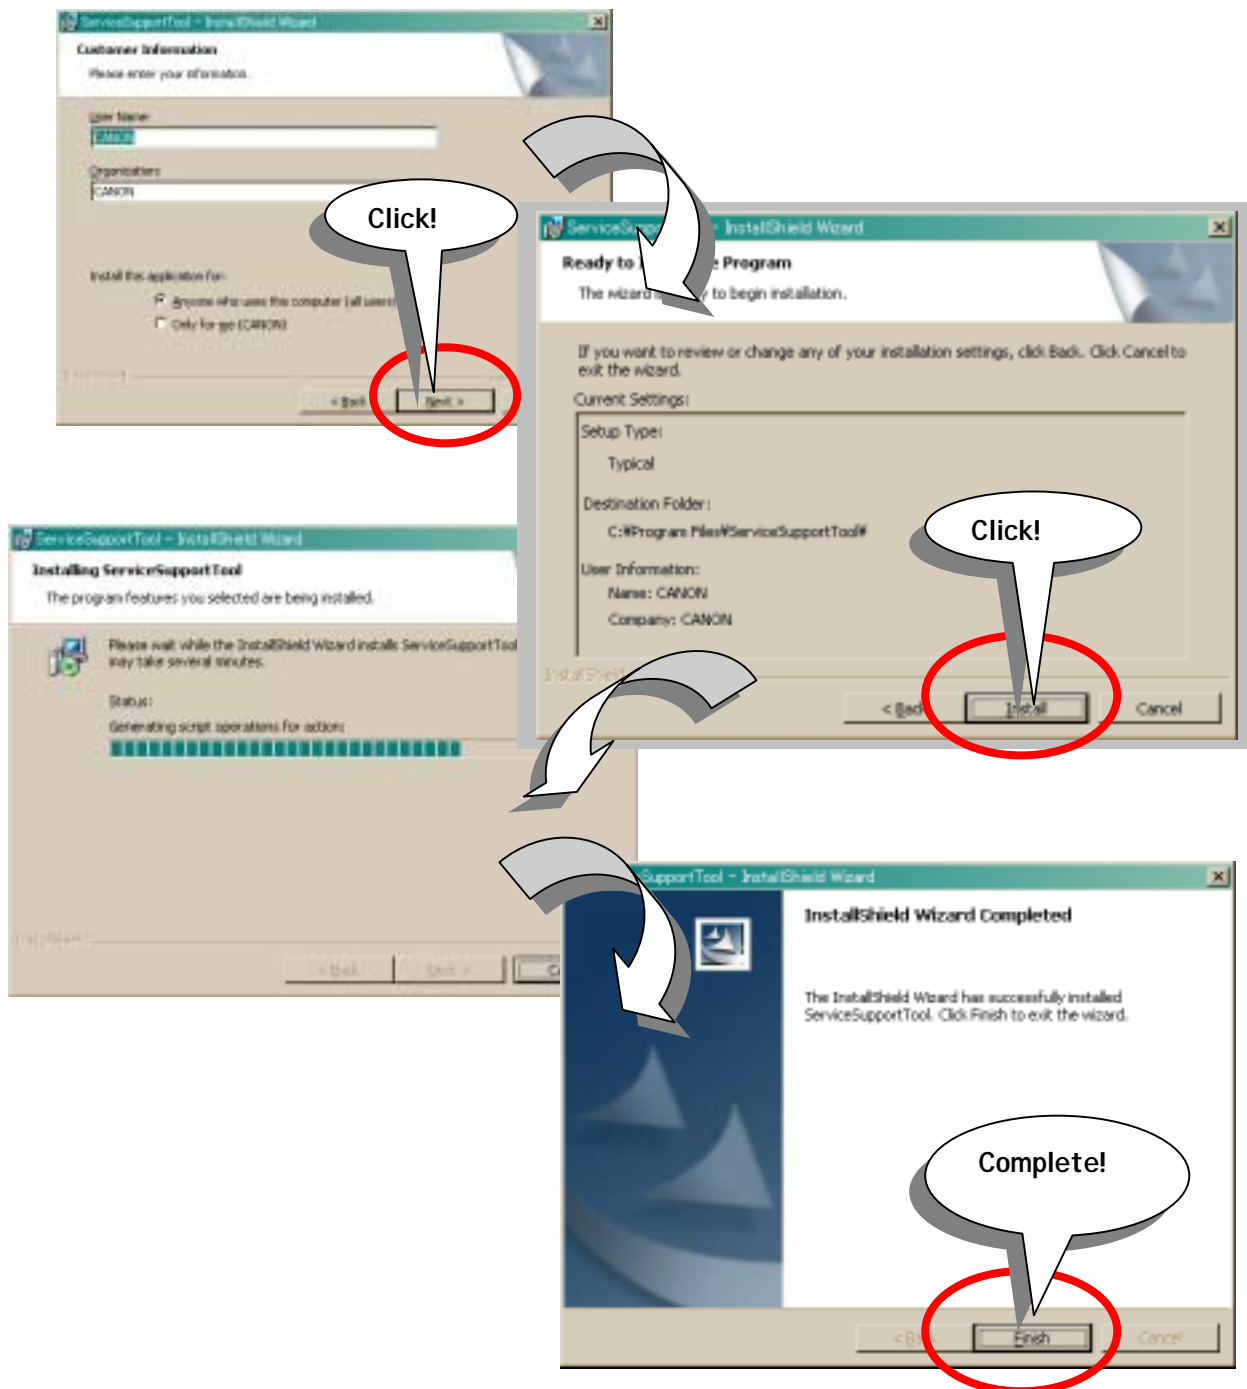 ServiceSupportTool - InstallShield Wizard
Customer Information
Please enter your information.
User Name:
CANON
Organization:
CANON
Click!
Install this application for:
Anyone who uses this computer (all users)
Only for me (CANON)
< Back
Next >
ServiceSuppo - InstallShield Wizard
Ready to I e Program
The wizard y to begin installation.
If you want to review or change any of your installation settings, click Back. Click Cancel to
exit the wizard.
Current Settings:
Setup Type:
Typical
Destination Folder:
C:¥Program Files¥ServiceSupportTool¥
User Information:
Name: CANON
Company: CANON
Click!
InstallShield
< Back
Install
Cancel
ServiceSupportTool - InstallShield Wizard
Installing ServiceSupportTool
The program features you selected are being installed.
Please wait while the InstallShield Wizard installs ServiceSupportTool
may take several minutes.
Status:
Generating script operations for action:
< Back
Next >
C
SupportTool - InstallShield Wizard
InstallShield Wizard Completed
The InstallShield Wizard has successfully installed
ServiceSupportTool. Click Finish to exit the wizard.
Complete!
< Ba
Finish
Cancel